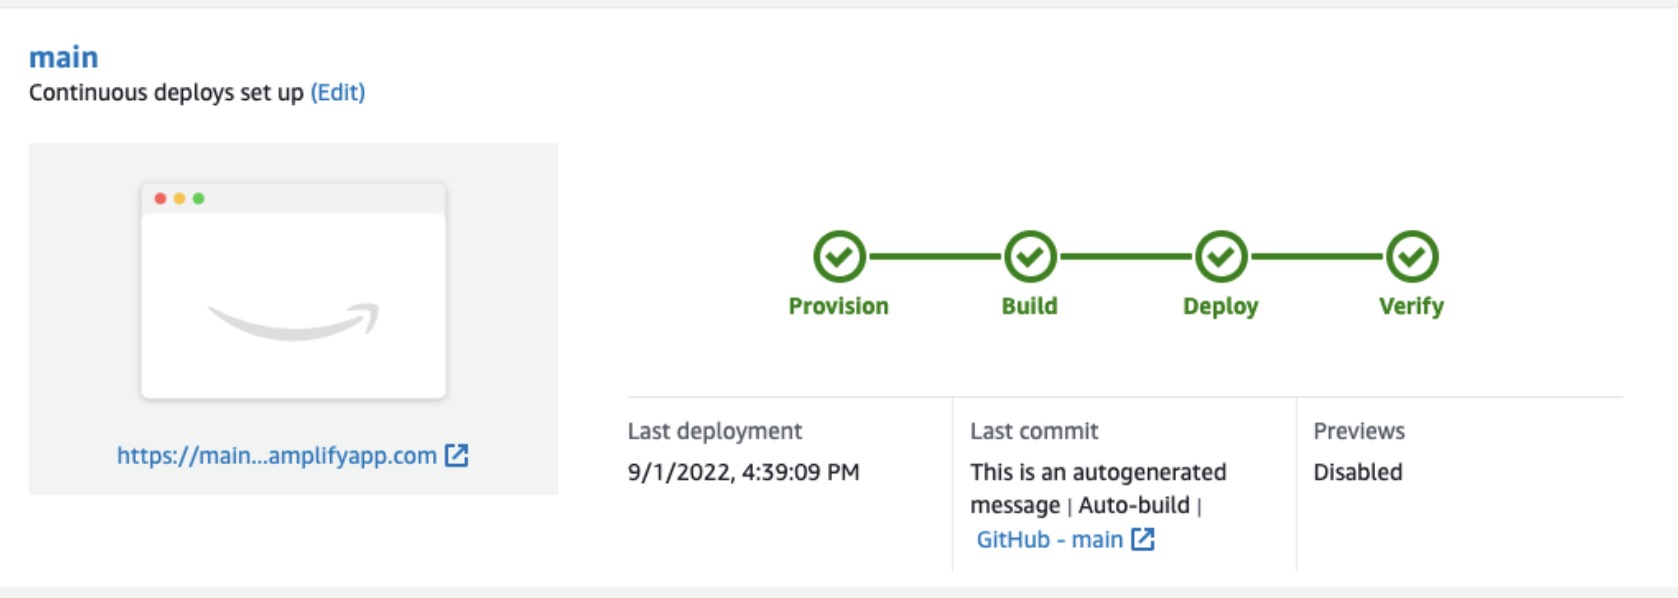 main
Continuous deploys set up (Edit)
https://main...amplifyapp.com
Provision
Build
Deploy
Verify
Last deployment
9/1/2022, 4:39:09 PM
Last commit
This is an autogenerated
message | Auto-build |
GitHub - main
Previews
Disabled